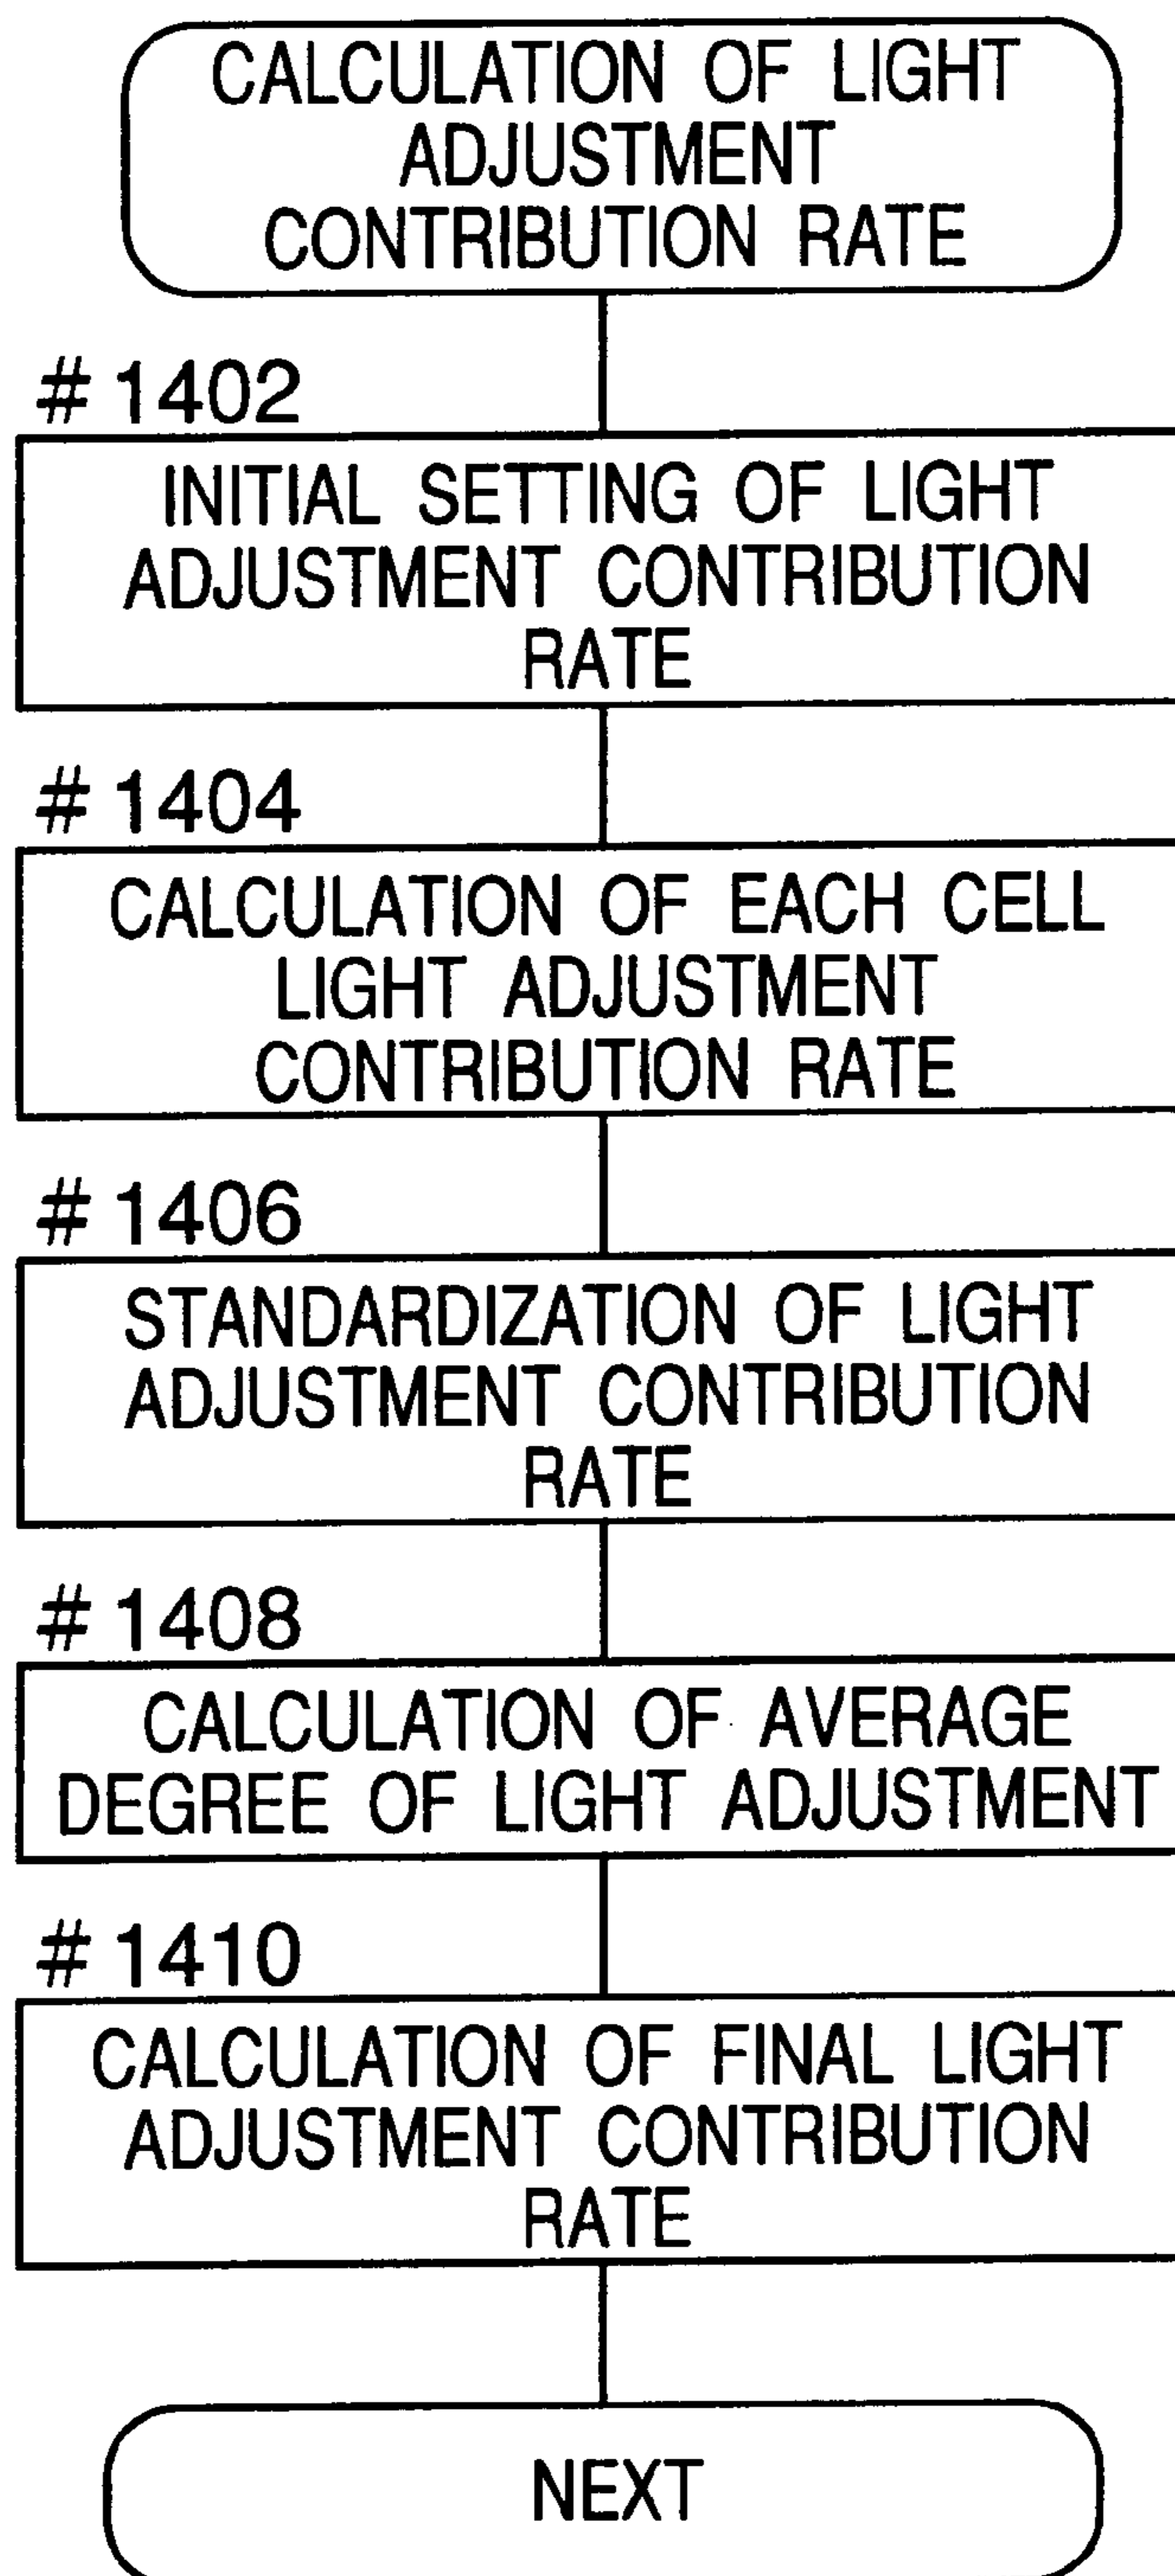 CALCULATION OF LIGHT
ADJUSTMENT
CONTRIBUTION RATE
# 1402
INITIAL SETTING OF LIGHT
ADJUSTMENT CONTRIBUTION
RATE
# 1404
CALCULATION OF EACH CELL
LIGHT ADJUSTMENT
CONTRIBUTION RATE
# 1406
STANDARDIZATION OF LIGHT
ADJUSTMENT CONTRIBUTION
RATE
# 1408
CALCULATION OF AVERAGE
DEGREE OF LIGHT ADJUSTMENT
# 1410
CALCULATION OF FINAL LIGHT
ADJUSTMENT CONTRIBUTION
RATE
NEXT